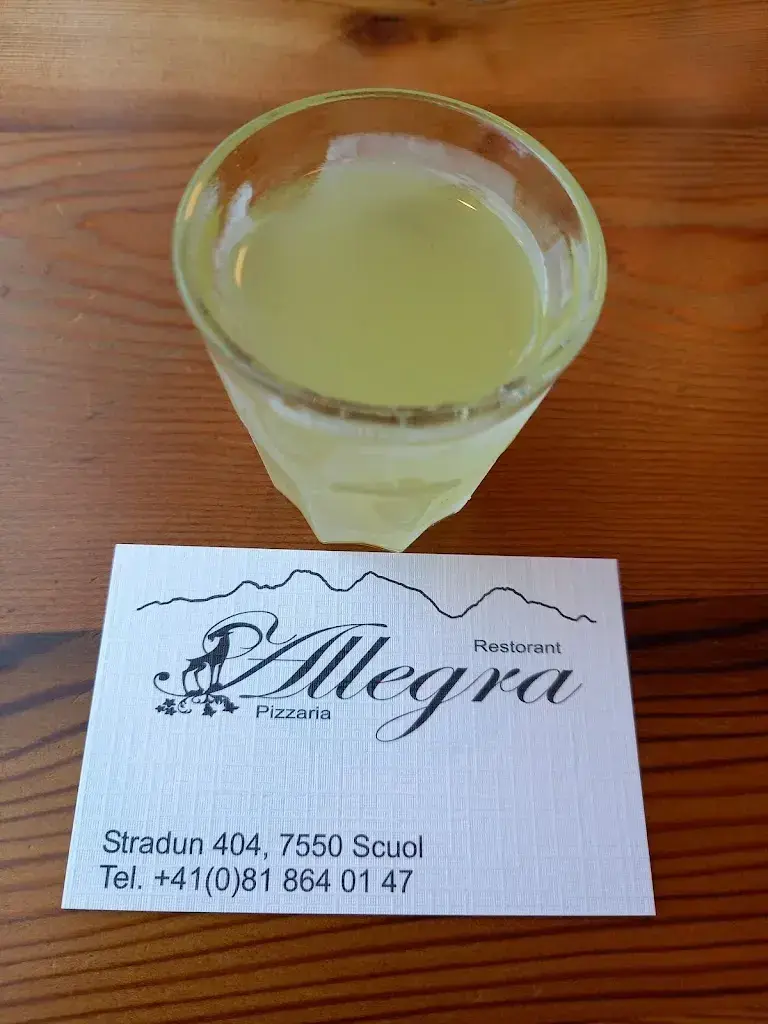 Restorant
Allegra
Pizzaria
Stradun 404, 7550 Scuol
Tel. +41(0)81 864 01 47